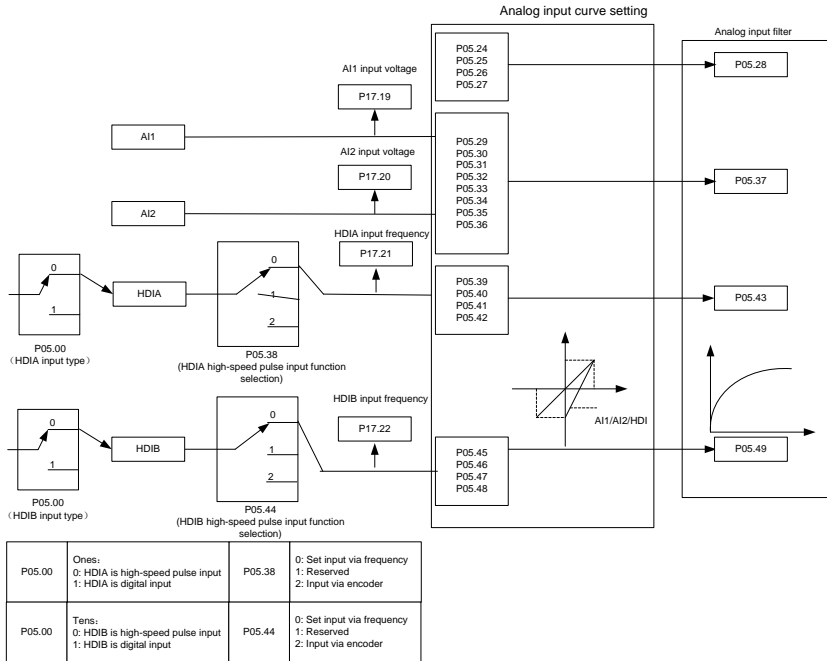 Analog input curve setting
Analog input filter
P05.24
P05.25
P05.26
P05.27
P05.28
AI1 input voltage
P17.19
AI1
AI2 input voltage
P17.20
AI2
P05.29
P05.30
P05.31
P05.32
P05.33
P05.34
P05.35
P05.36
P05.37
HDIA input frequency
P17.21
0
1
HDIA
0
1
2
P05.39
P05.40
P05.41
P05.42
P05.43
P05.00
（HDIA input type）
P05.38
(HDIA high-speed pulse input function
selection)
AI1/AI2/HDI
HDIB input frequency
P17.22
0
1
HDIB
0
1
2
P05.45
P05.46
P05.47
P05.48
P05.49
P05.00
（HDIB input type）
P05.44
(HDIB high-speed pulse input function
selection)
P05.00
Ones：
0: HDIA is high-speed pulse input
1: HDIA is digital input
P05.38
0: Set input via frequency
1: Reserved
2: Input via encoder
P05.00
Tens：
0: HDIB is high-speed pulse input
1: HDIB is digital input
P05.44
0: Set input via frequency
1: Reserved
2: Input via encoder